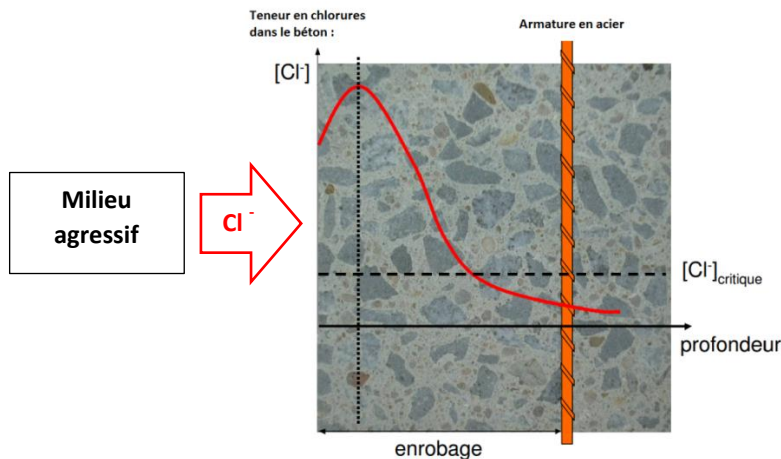 Teneur en chlorures
dans le béton :
Armature en acier
[Cl-]
Milieu
agressif
Cl -
[Cl-]critique
profondeur
enrobage